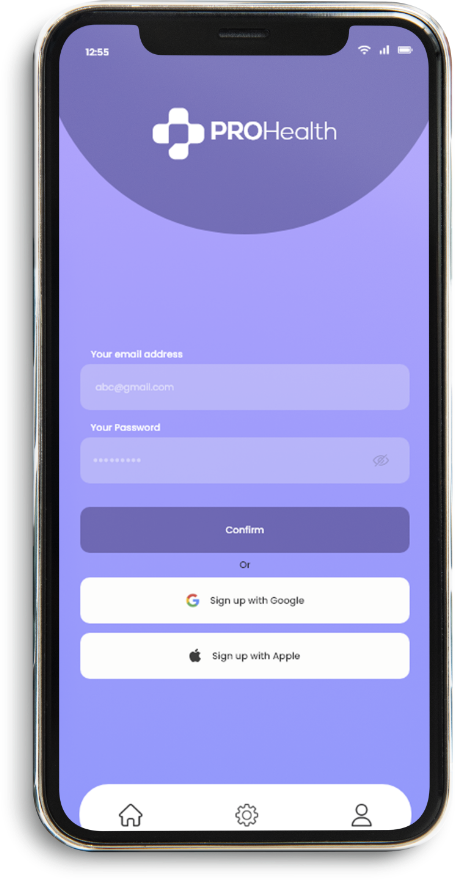 12:55
PROHealth
Your email address
abc@gmail.com
Your Password
•••••••••
Confirm
Or
Sign up with Google
Sign up with Apple